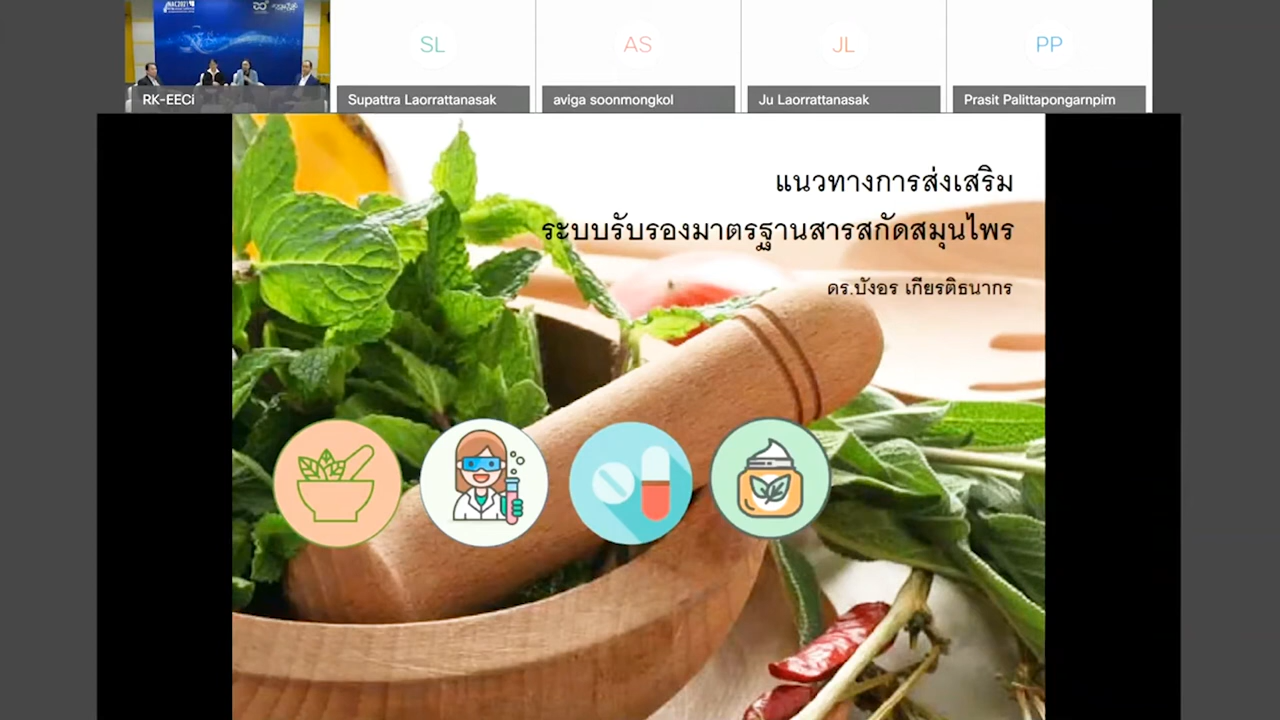 NAC2021
RK-EECi
SL
Supattra Laorrattanasak
AS
aviga soonmongkol
JL
Ju Laorrattanasak
PP
Prasit Palittapongarnpim
แนวทางการส่งเสริม
ระบบรับรองมาตรฐานสารสกัดสมุนไพร
ดร.บังอร เกียรติธนากร